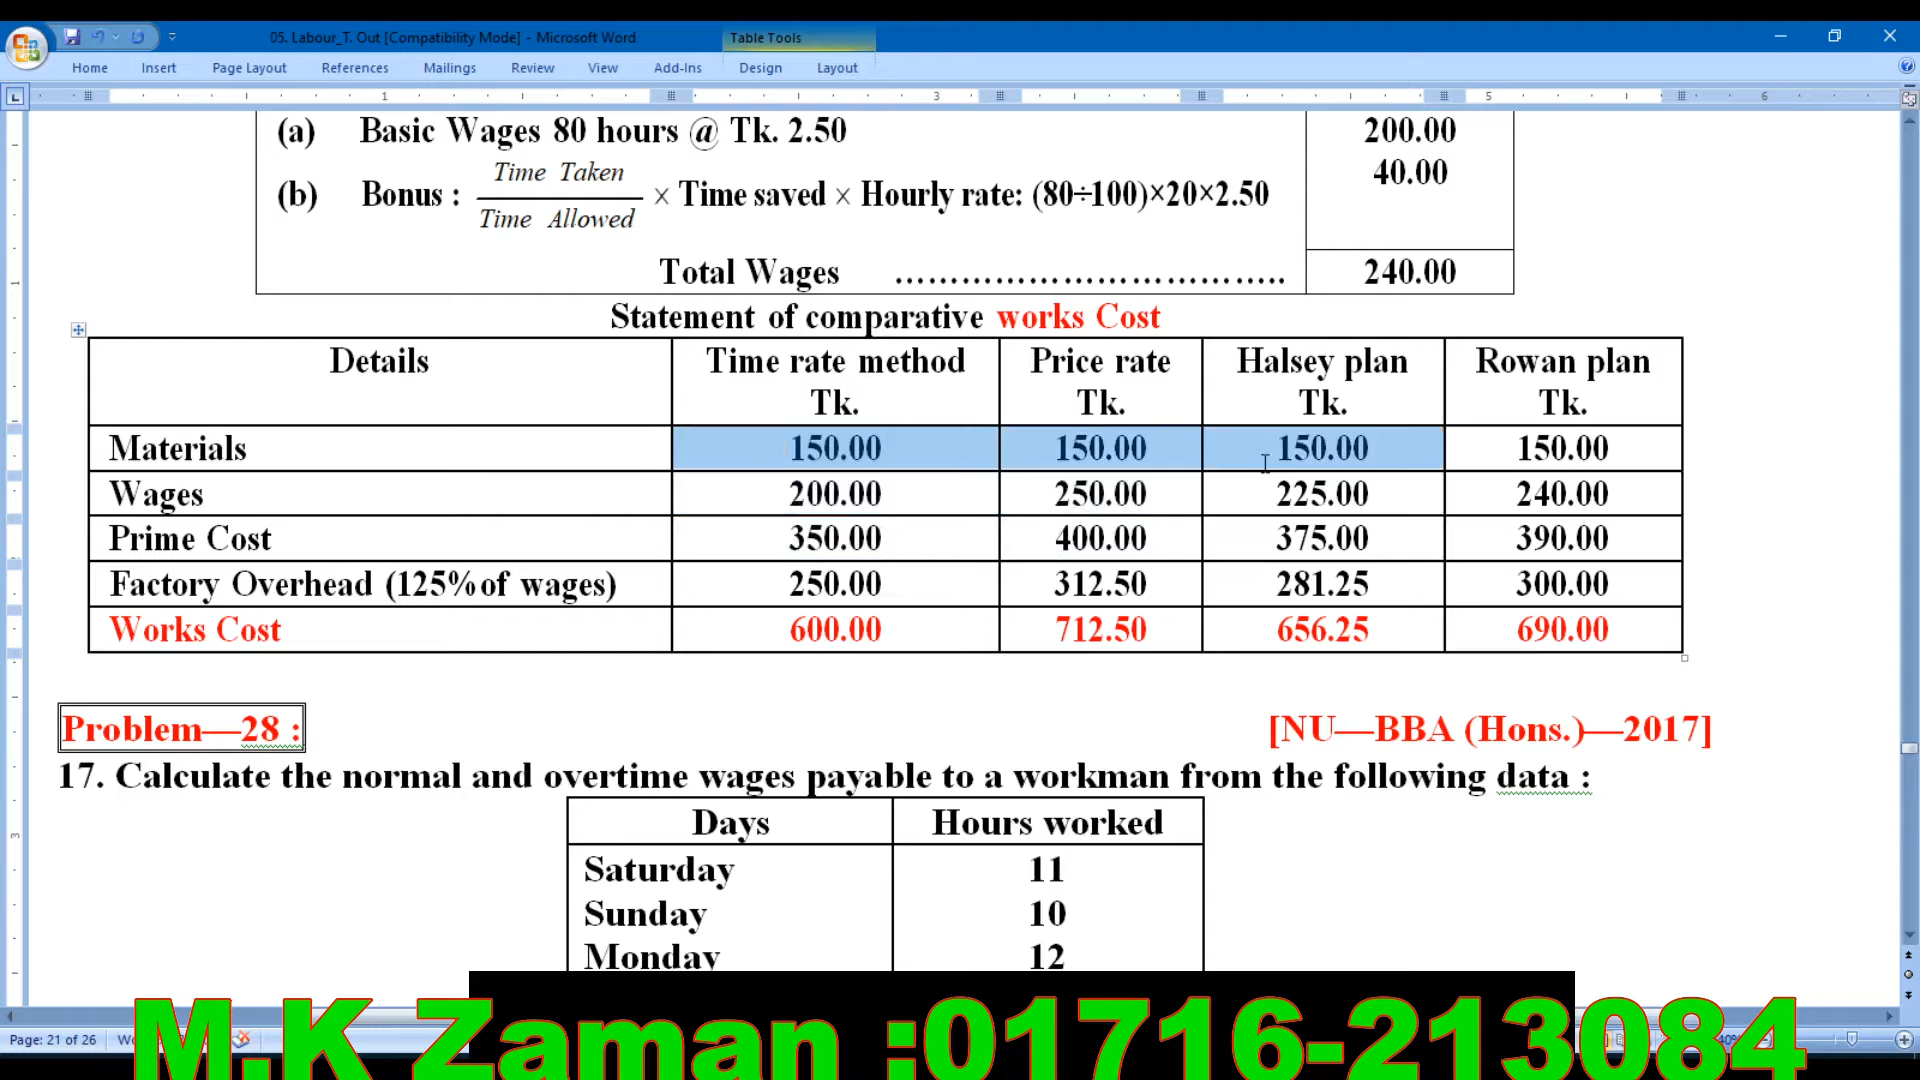 05. Labour_T. Out [Compatibility Mode] - Microsoft Word
Table Tools
Home Insert Page Layout References Mailings Review View Add-Ins Design Layout
1 3 5 6
(a) Basic Wages 80 hours @ Tk. 2.50 200.00
(b) Bonus : Time Taken / Time Allowed × Time saved × Hourly rate: (80÷100)×20×2.50 40.00
Total Wages ………………………………….. 240.00
Statement of comparative works Cost
Details Time rate method Tk. Price rate Tk. Halsey plan Tk. Rowan plan Tk.
Materials 150.00 150.00 150.00 150.00
Wages 200.00 250.00 225.00 240.00
Prime Cost 350.00 400.00 375.00 390.00
Factory Overhead (125%of wages) 250.00 312.50 281.25 300.00
Works Cost 600.00 712.50 656.25 690.00
Problem—28 : [NU—BBA (Hons.)—2017]
17. Calculate the normal and overtime wages payable to a workman from the following data :
Days Hours worked
Saturday 11
Sunday 10
Monday 12
Page: 21 of 26
M.K Zaman :01716-213084